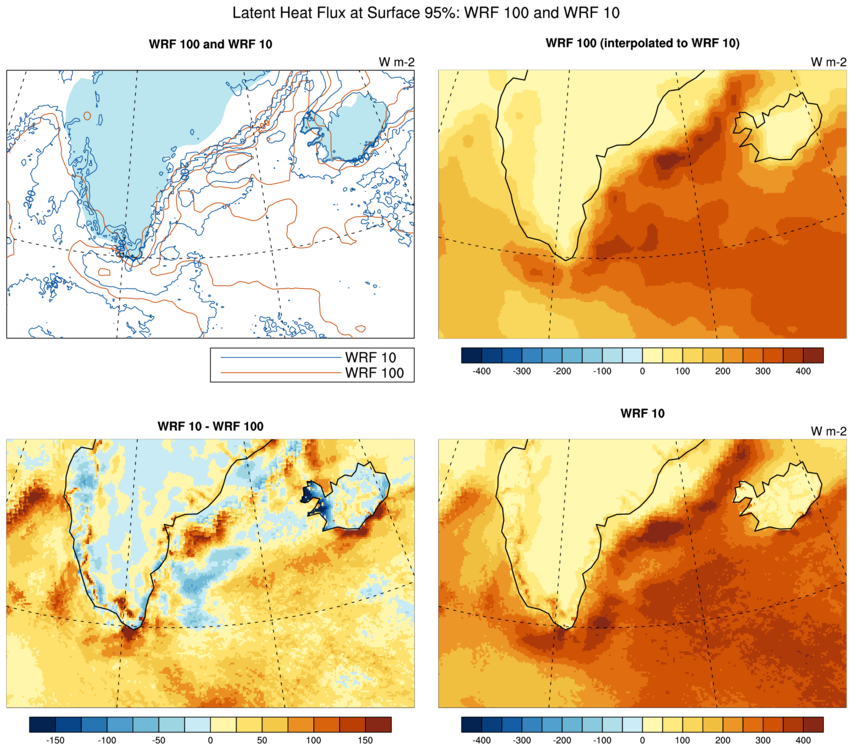 Latent Heat Flux at Surface 95%: WRF 100 and WRF 10
WRF 100 and WRF 10
W m-2
WRF 10
WRF 100
WRF 100 (interpolated to WRF 10)
W m-2
-400 -300 -200 -100 0 100 200 300 400
WRF 10 - WRF 100
-150 -100 -50 0 50 100 150
WRF 10
W m-2
-400 -300 -200 -100 0 100 200 300 400